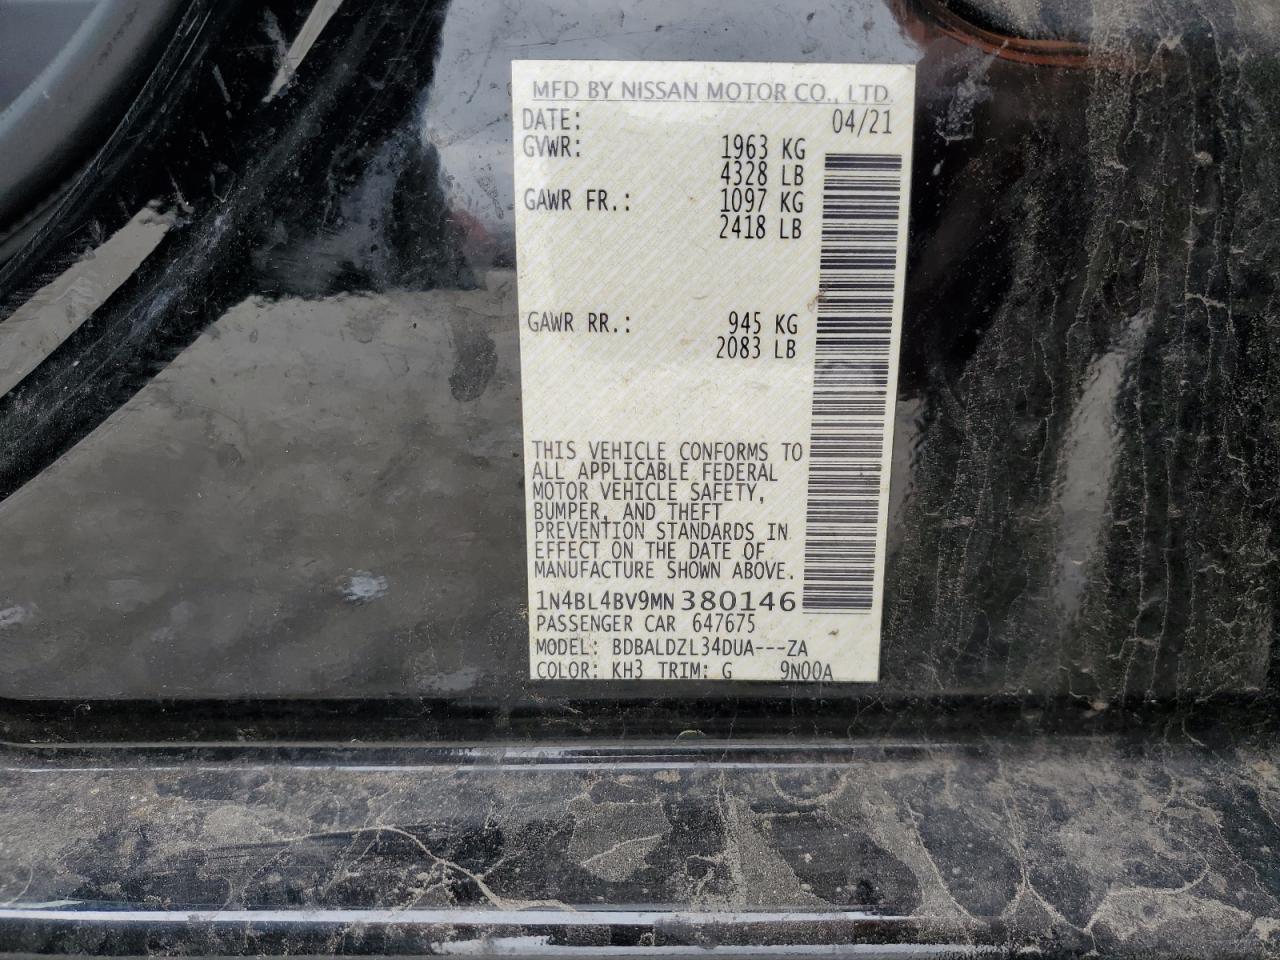 MFD BY NISSAN MOTOR CO., LTD.
DATE: 04/21
GVWR: 1963 KG
4328 LB
GAWR FR.: 1097 KG
2418 LB
GAWR RR.: 945 KG
2083 LB
THIS VEHICLE CONFORMS TO
ALL APPLICABLE FEDERAL
MOTOR VEHICLE SAFETY,
BUMPER, AND THEFT
PREVENTION STANDARDS IN
EFFECT ON THE DATE OF
MANUFACTURE SHOWN ABOVE.
1N4BL4BV9MN380146
PASSENGER CAR 647675
MODEL: BDBALDZL34DUA---ZA
COLOR: KH3 TRIM: G 9N00A